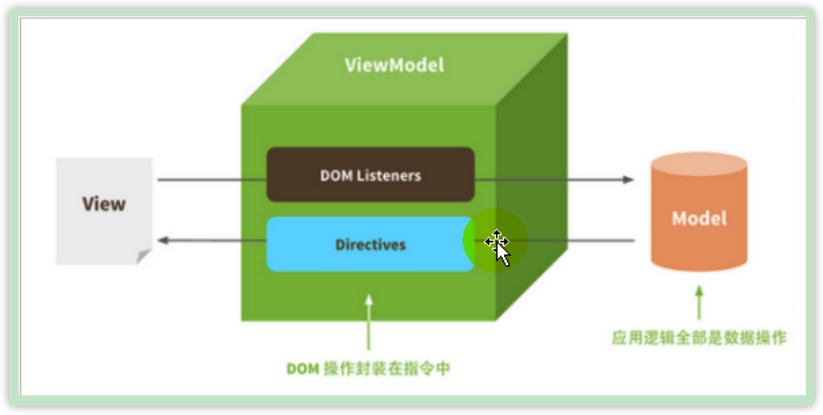 ViewModel
DOM Listeners
View
Model
Directives
应用逻辑全部是数据操作
DOM 操作封装在指令中